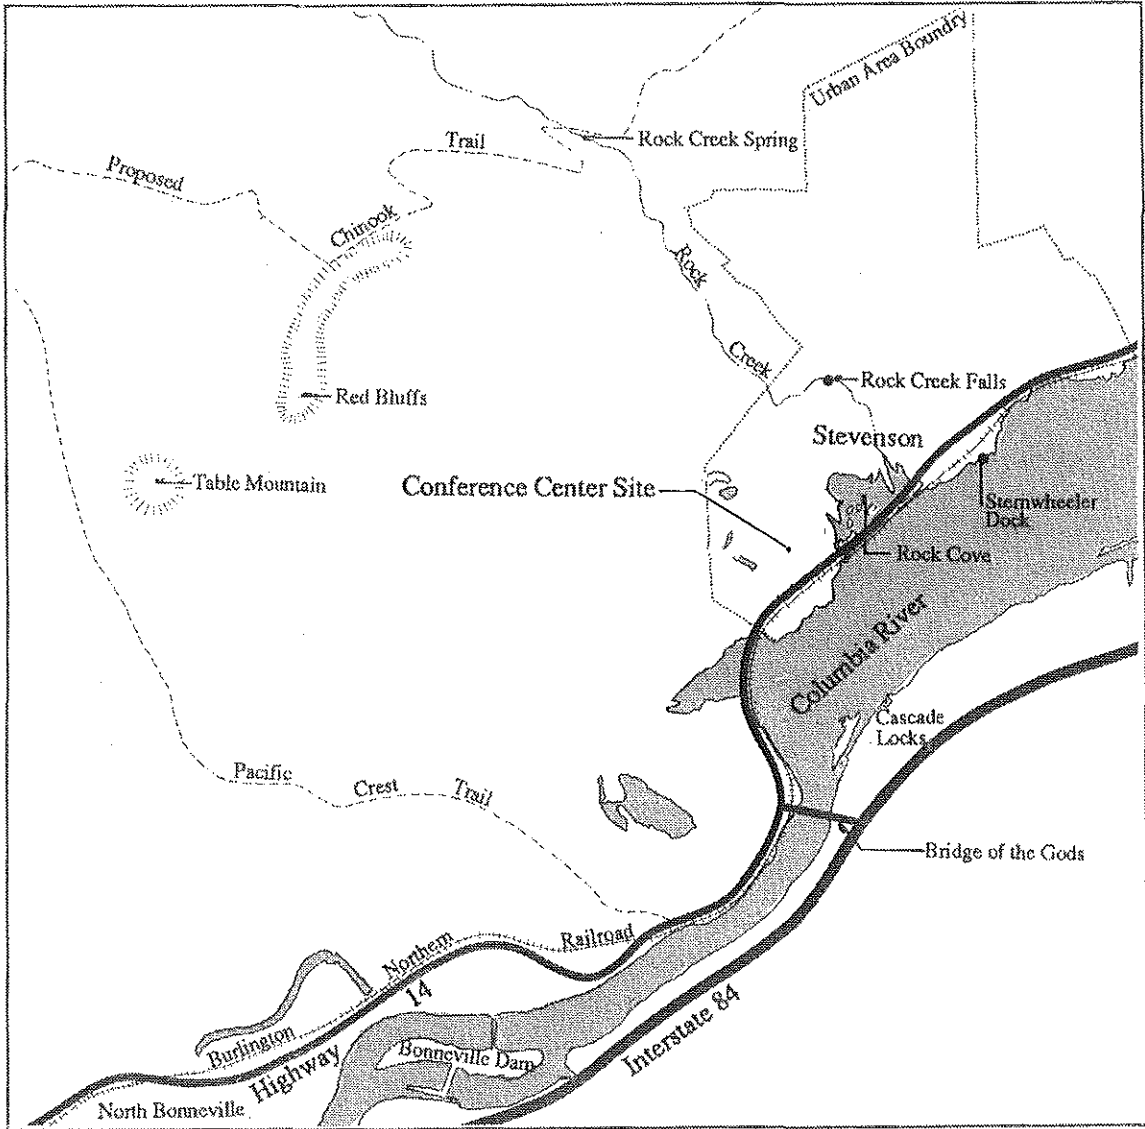 Urban Area Boundry
Rock Creek Spring
Trail
Proposed
Chinook
Rock
Creek
Rock Creek Falls
Red Bluffs
Stevenson
Table Mountain
Conference Center Site
Sternwheeler
Dock
Rock Cove
Columbia River
Cascade
Locks
Pacific
Crest
Trail
Bridge of the Gods
Burlington
Northern
Railroad
Highway
14
Interstate 84
Bonneville Dam
North Bonneville